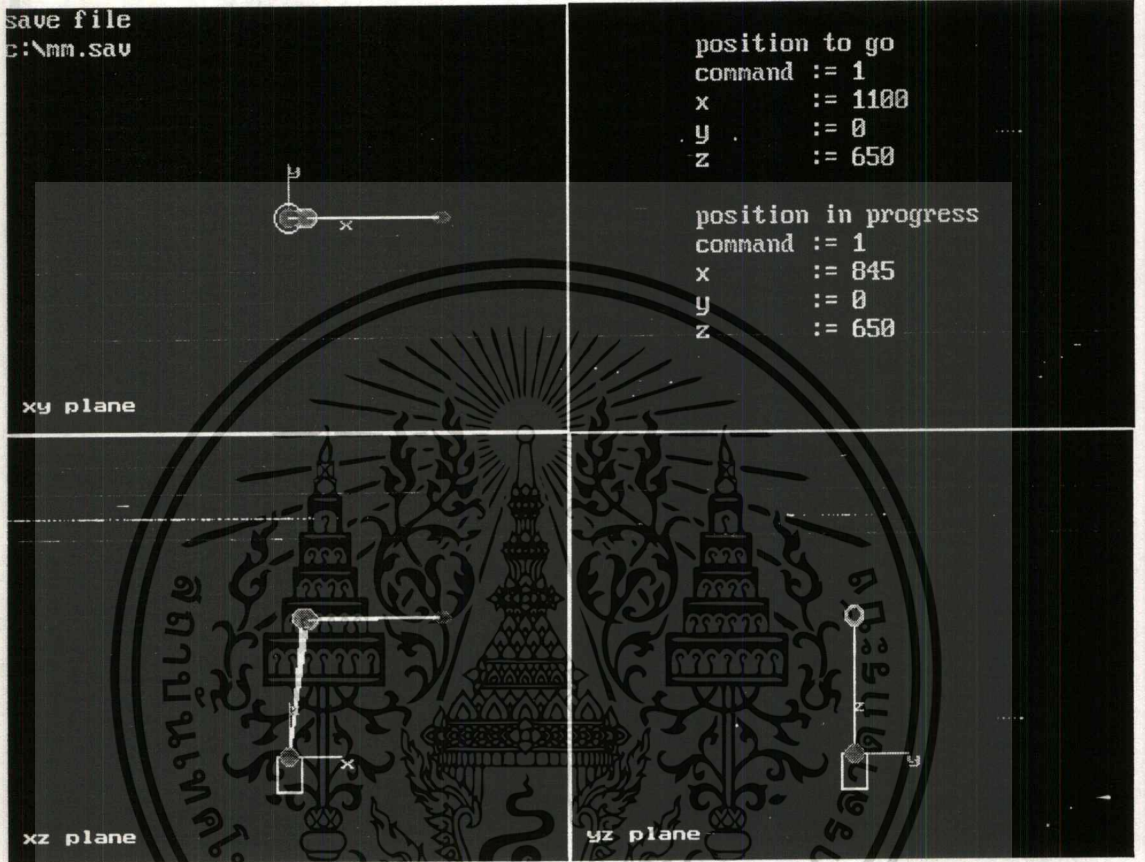 save file
c:\mm.sav
position to go
command := 1
x := 1100
y := 0
z := 650
position in progress
command := 1
x := 845
y := 0
z := 650
y
x
xy plane
z
x
xz plane
z
y
yz plane